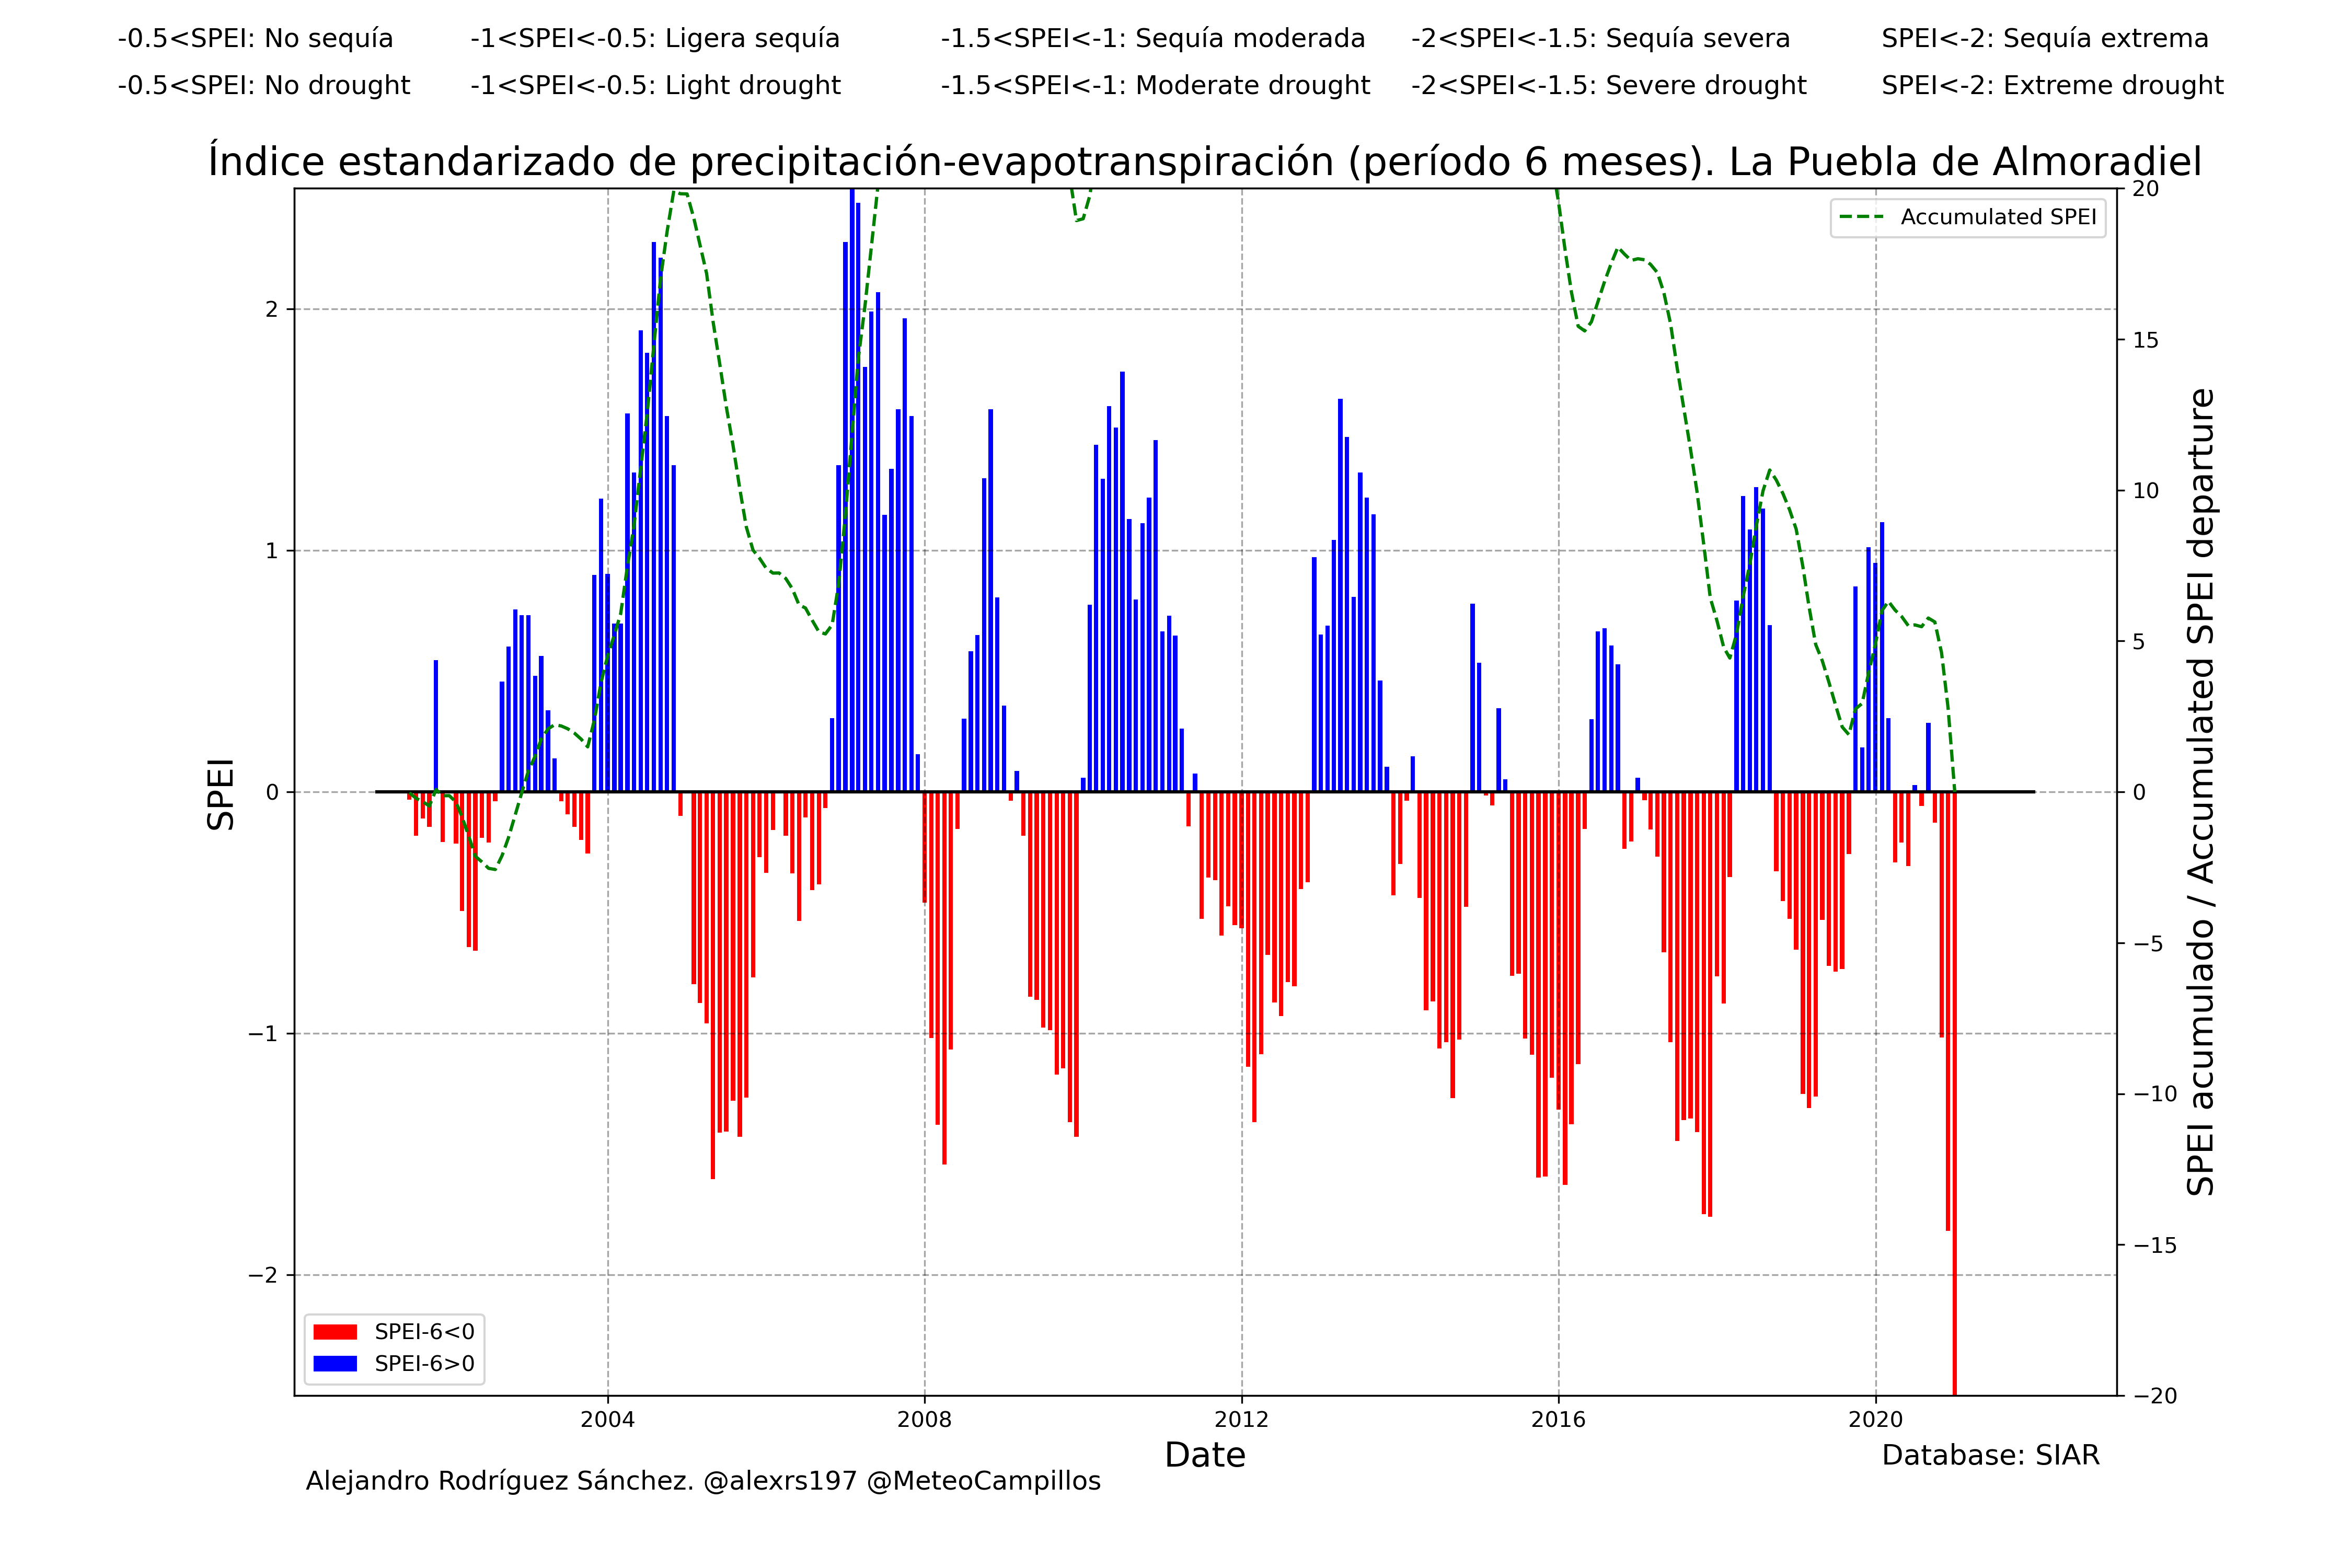 -0.5<SPEI: No sequía -1<SPEI<-0.5: Ligera sequía -1.5<SPEI<-1: Sequía moderada -2<SPEI<-1.5: Sequía severa SPEI<-2: Sequía extrema
-0.5<SPEI: No drought -1<SPEI<-0.5: Light drought -1.5<SPEI<-1: Moderate drought -2<SPEI<-1.5: Severe drought SPEI<-2: Extreme drought
Índice estandarizado de precipitación-evapotranspiración (período 6 meses). La Puebla de Almoradiel
Accumulated SPEI
2
1
0
−1
−2
SPEI
20
15
10
5
0
−5
−10
−15
−20
SPEI acumulado / Accumulated SPEI departure
SPEI-6<0
SPEI-6>0
2004 2008 2012 2016 2020
Date
Database: SIAR
Alejandro Rodríguez Sánchez. @alexrs197 @MeteoCampillos